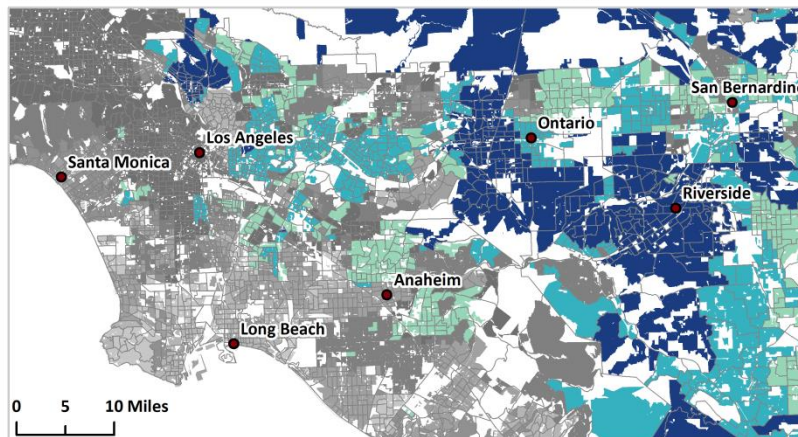 San Bernardino
Ontario
Los Angeles
Santa Monica
Riverside
Anaheim
Long Beach
0 5 10 Miles